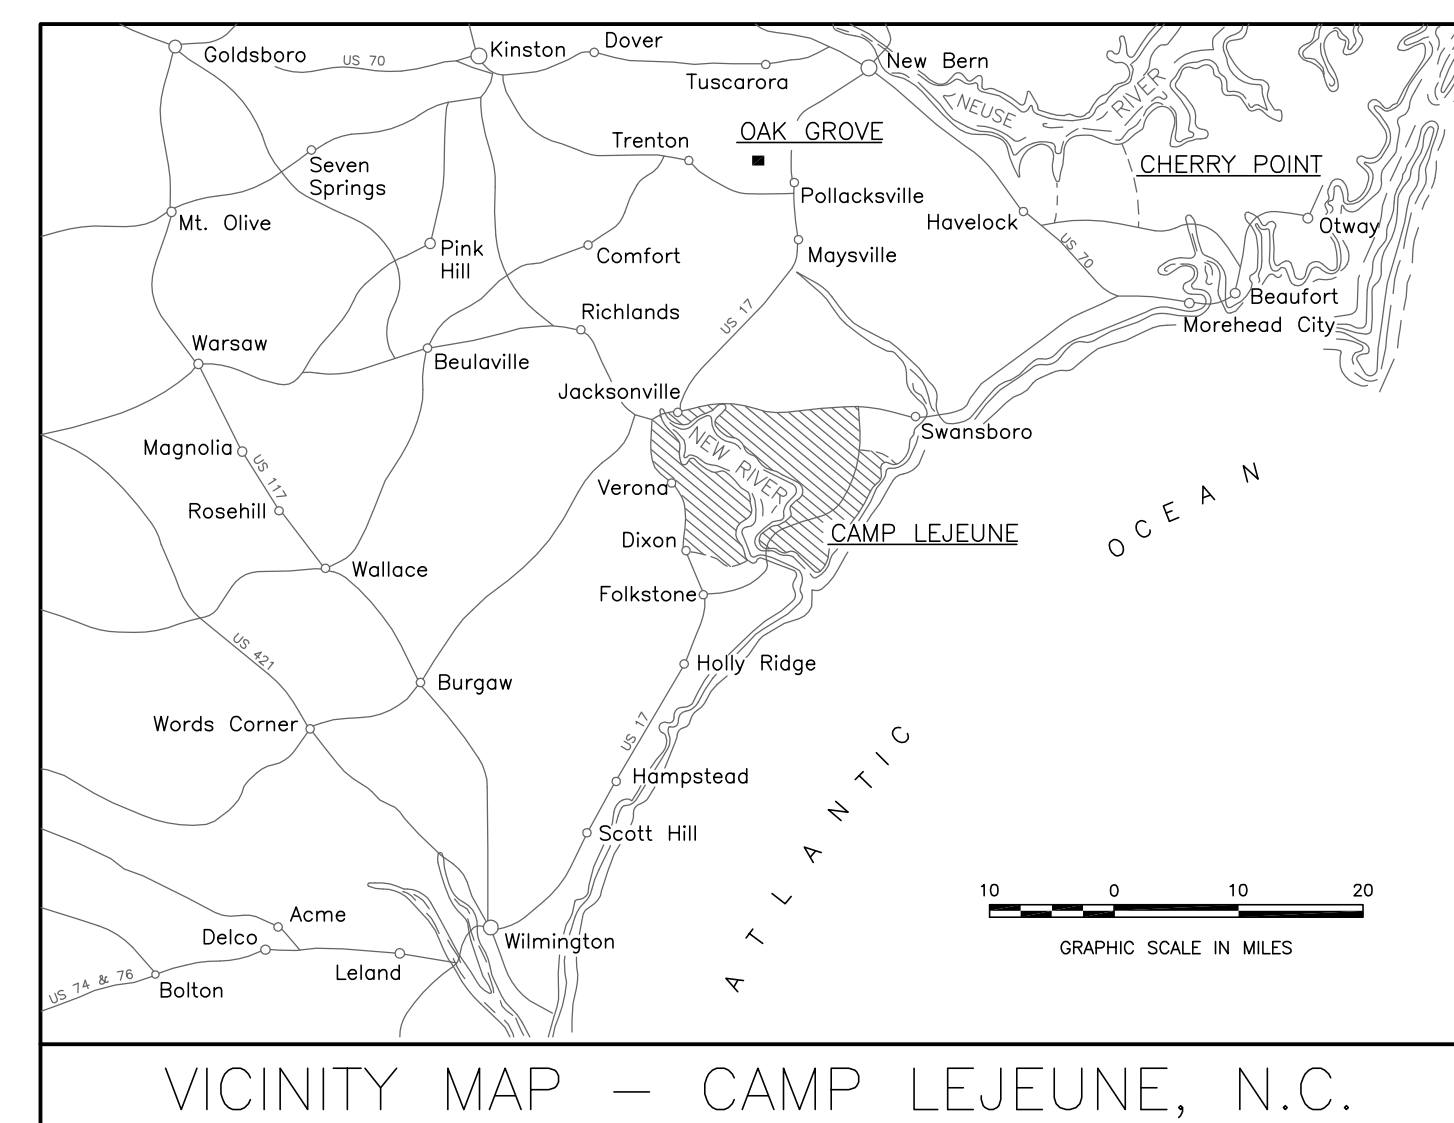 Goldsboro
US 70
Kinston
Dover
Tuscarora
New Bern
NEUSE
RIVER
OAK GROVE
Trenton
Seven
Springs
CHERRY POINT
Mt. Olive
Pollacksville
Havelock
Otway
Pink
Hill
Comfort
Maysville
US 70
Beaufort
Richlands
US 17
Morehead City
Warsaw
Beulaville
Jacksonville
Swansboro
Magnolia
US 117
NEW RIVER
Verona
Rosehill
Dixon
CAMP LEJEUNE
OCEAN
Wallace
Folkstone
US 421
Holly Ridge
Burgaw
Words Corner
US 17
Hampstead
ATLANTIC
Scott Hill
10 0 10 20
GRAPHIC SCALE IN MILES
Acme
Delco
Wilmington
Leland
US 74 & 76
Bolton
VICINITY MAP – CAMP LEJEUNE, N.C.